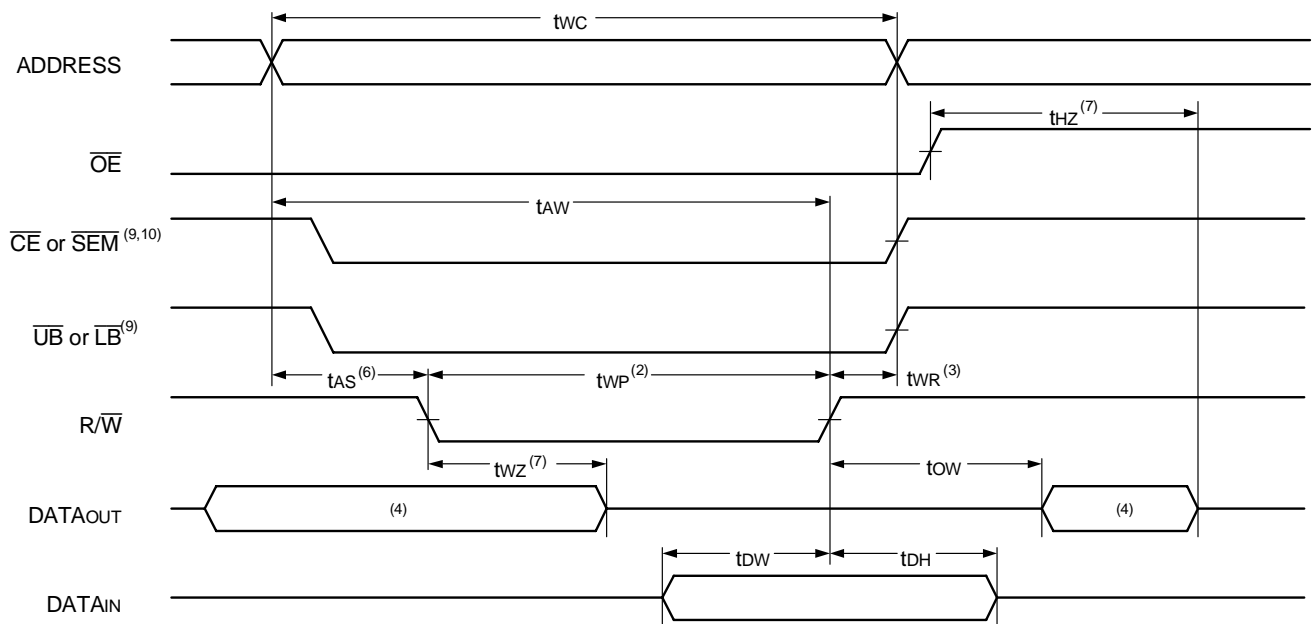 tWC
ADDRESS
tHZ(7)
OE
tAW
CE or SEM(9,10)
UB or LB(9)
tAS(6) tWP(2) tWR(3)
R/W
tWZ(7) tOW
DATAOUT (4) (4)
tDW tDH
DATAIN